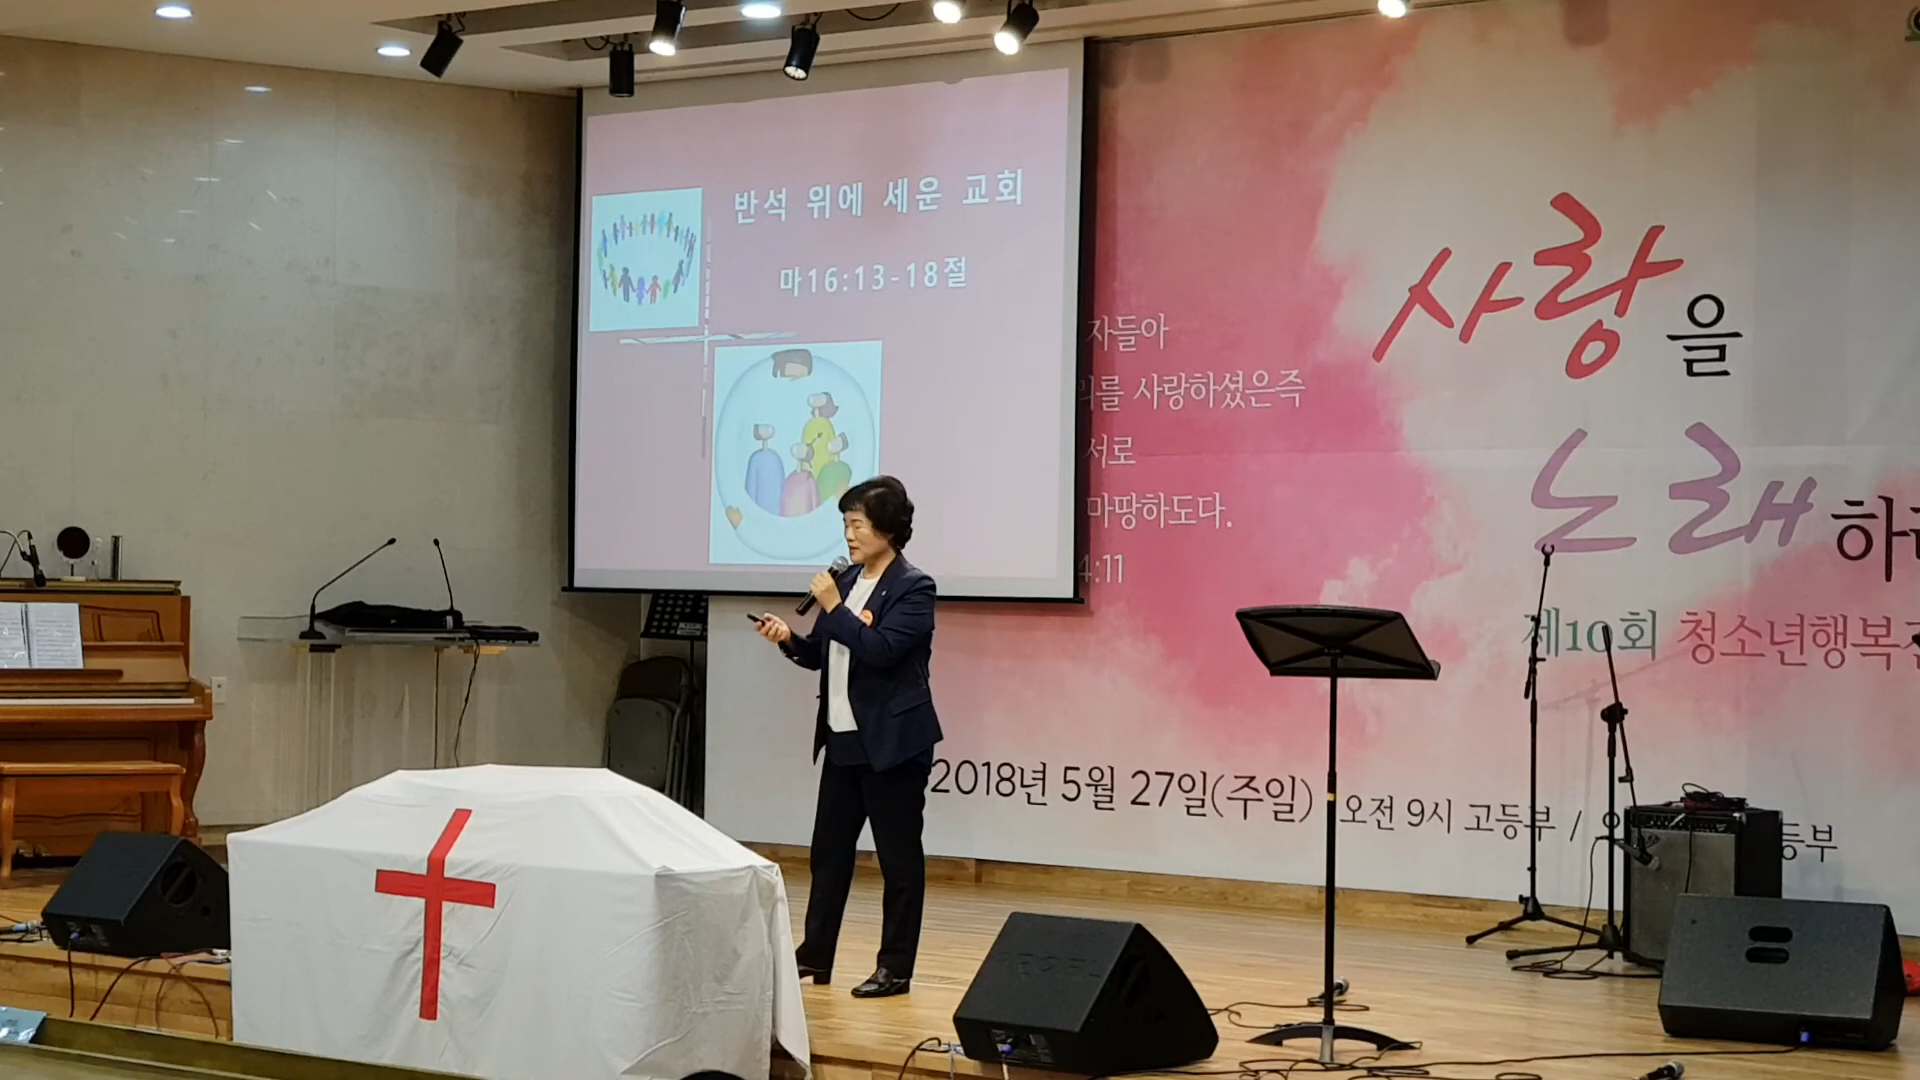 반석 위에 세운 교회
마16:13-18절
자들아
를 사랑하셨은즉
서로
마땅하도다.
4:11
사랑을
노래하
제10회 청소년행복
2018년 5월 27일(주일) 오전 9시 고등부 /
등부